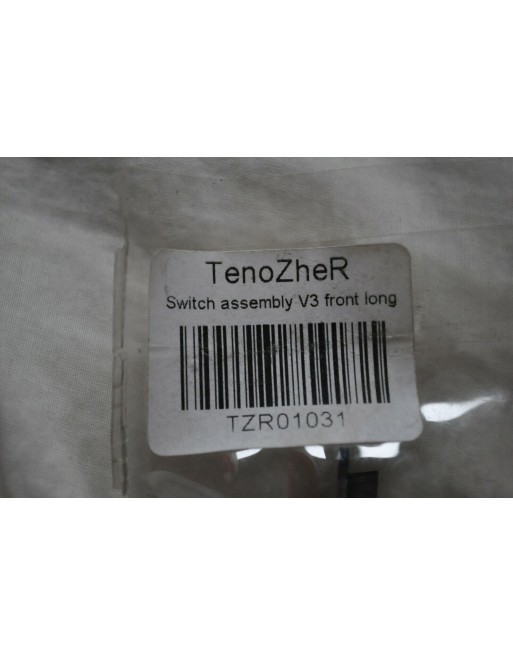 TenoZheR
Switch assembly V3 front long
TZR01031